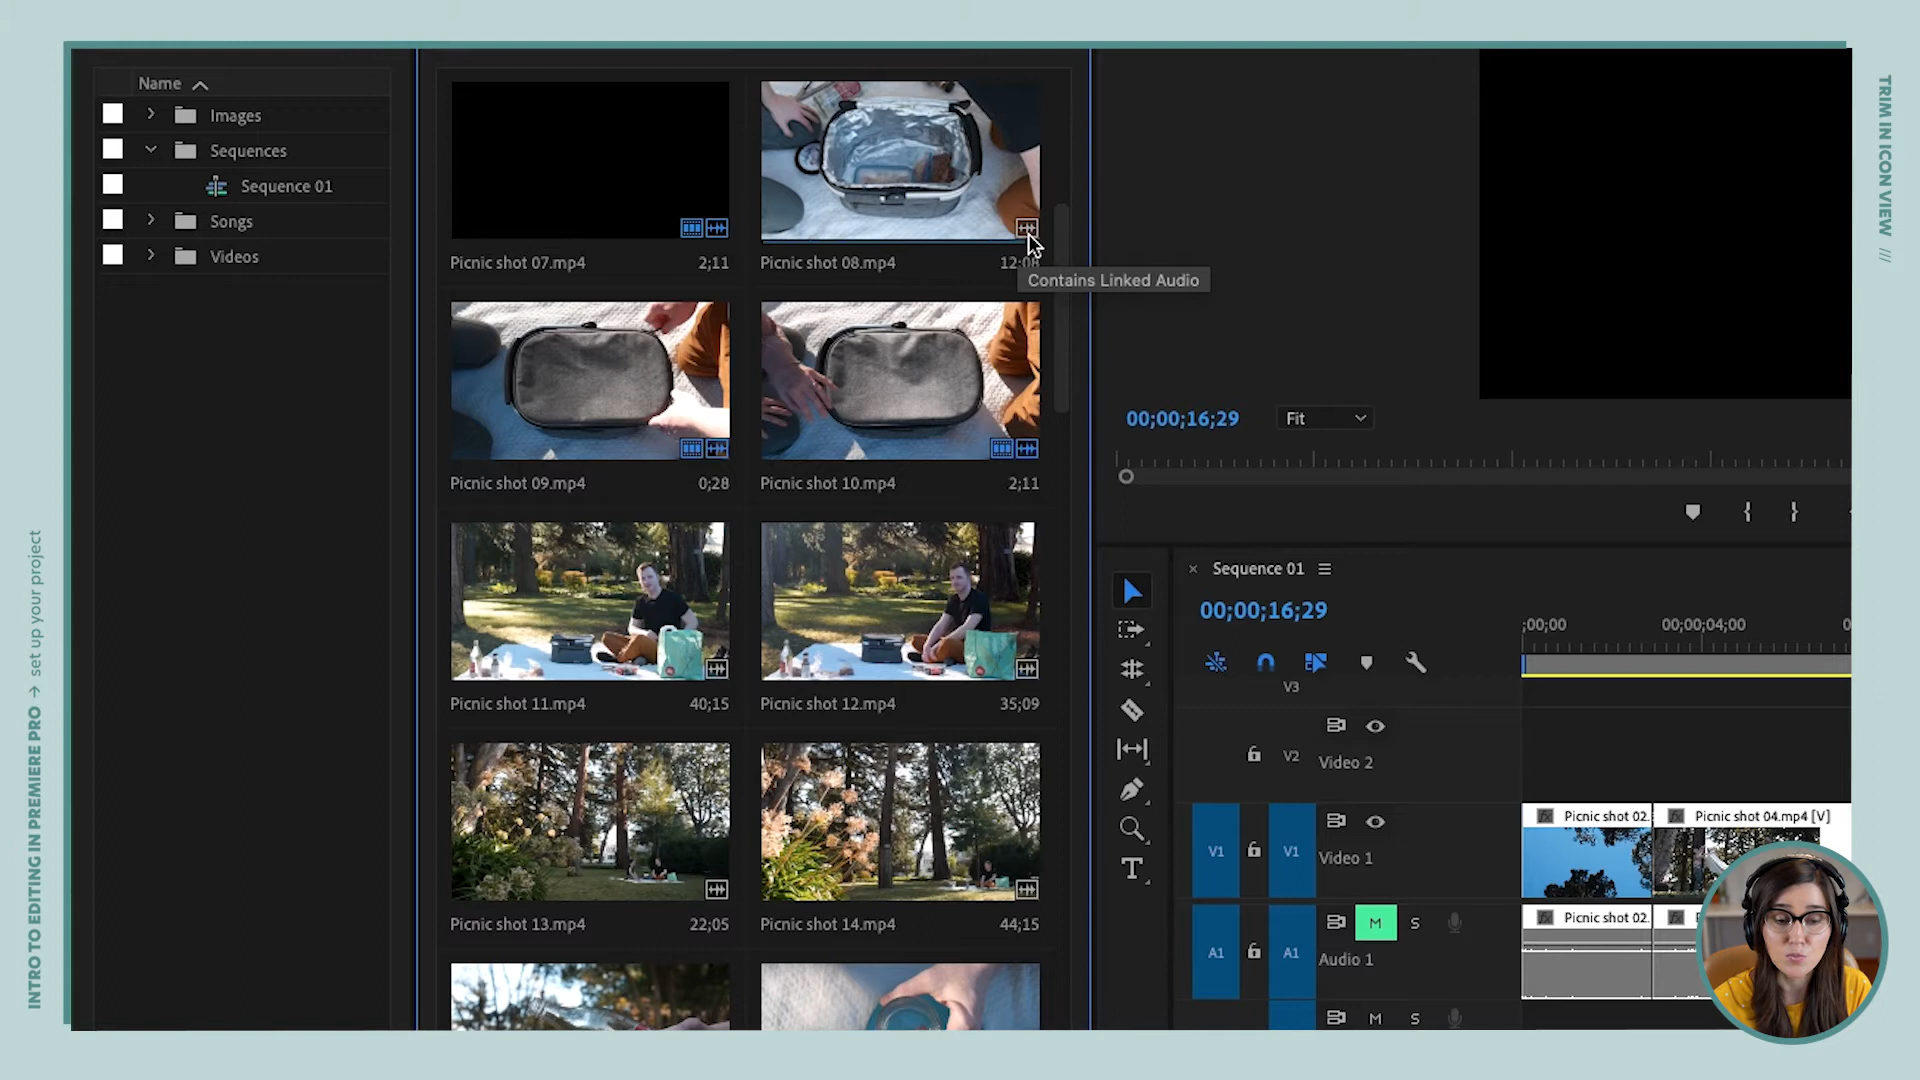 Name
Images
Sequences
Sequence 01
Songs
Videos
Picnic shot 07.mp4 2;11
Picnic shot 08.mp4 12:08
Contains Linked Audio
Picnic shot 09.mp4 0;28
Picnic shot 10.mp4 2;11
Picnic shot 11.mp4 40;15
Picnic shot 12.mp4 35;09
Picnic shot 13.mp4 22;05
Picnic shot 14.mp4 44;15
00;00;16;29 Fit
Sequence 01
00;00;16;29
;00;00 00;00;04;00 0
V3
V2 Video 2
V1 V1 Video 1
A1 A1 M S Audio 1
M S
fx Picnic shot 02. fx Picnic shot 04.mp4 [V]
fx Picnic shot 02. fx P
T
TRIM IN ICON VIEW ///
INTRO TO EDITING IN PREMIERE PRO → set up your project